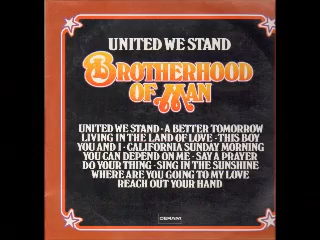 UNITED WE STAND
BROTHERHOOD
OF MAN
UNITED WE STAND · A BETTER TOMORROW
LIVING IN THE LAND OF LOVE · THIS BOY
YOU AND I · CALIFORNIA SUNDAY MORNING
YOU CAN DEPEND ON ME · SAY A PRAYER
DO YOUR THING · SING IN THE SUNSHINE
WHERE ARE YOU GOING TO MY LOVE
REACH OUT YOUR HAND
DERAM